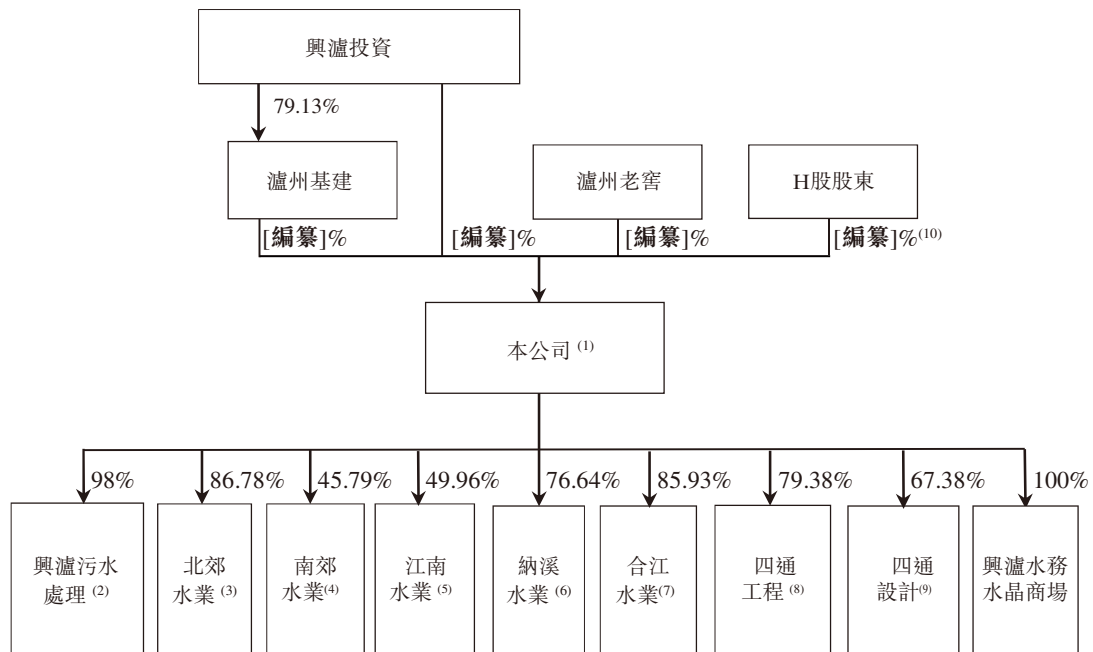 興瀘投資
79.13%
瀘州基建
瀘州老窖
H股股東
[編纂]%
[編纂]%
[編纂]%
[編纂]%(10)
本公司 (1)
98%
86.78%
45.79%
49.96%
76.64%
85.93%
79.38%
67.38%
100%
興瀘污水
處理 (2)
北郊
水業 (3)
南郊
水業(4)
江南
水業 (5)
納溪
水業 (6)
合江
水業(7)
四通
工程 (8)
四通
設計(9)
興瀘水務
水晶商場